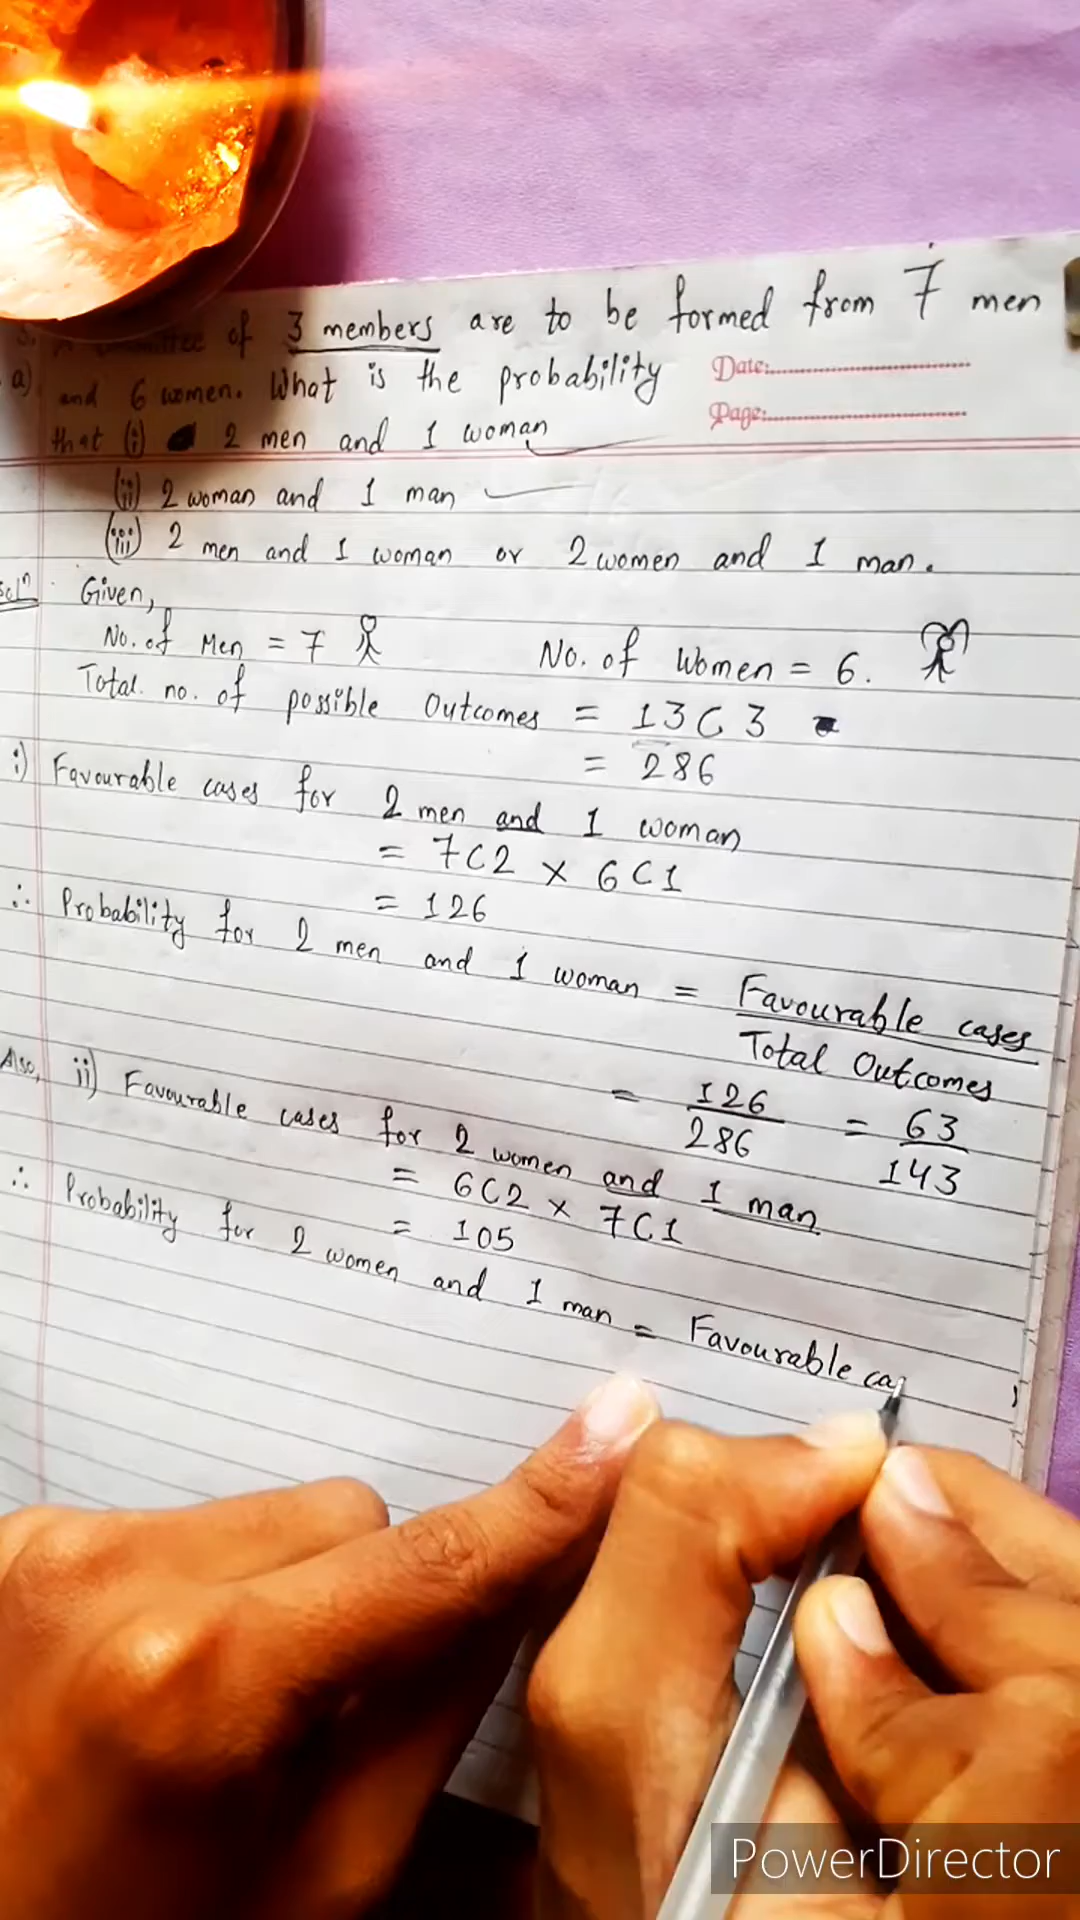 of 3 members are to be formed from 7 men
a) and 6 women. What is the probability
Date:
Page:
that (i) 2 men and 1 woman
(ii) 2 woman and 1 man
(iii) 2 men and 1 woman or 2 women and 1 man.
Solⁿ Given,
No. of Men = 7 No. of Women = 6.
Total no. of possible Outcomes = 13C3
= 286
i) Favourable cases for 2 men and 1 woman
= 7C2 × 6C1
= 126
∴ Probability for 2 men and 1 woman = Favourable cases
Total Outcomes
= 126/286 = 63/143
Also, ii) Favourable cases for 2 women and 1 man
= 6C2 × 7C1
= 105
∴ Probability for 2 women and 1 man = Favourable ca
PowerDirector